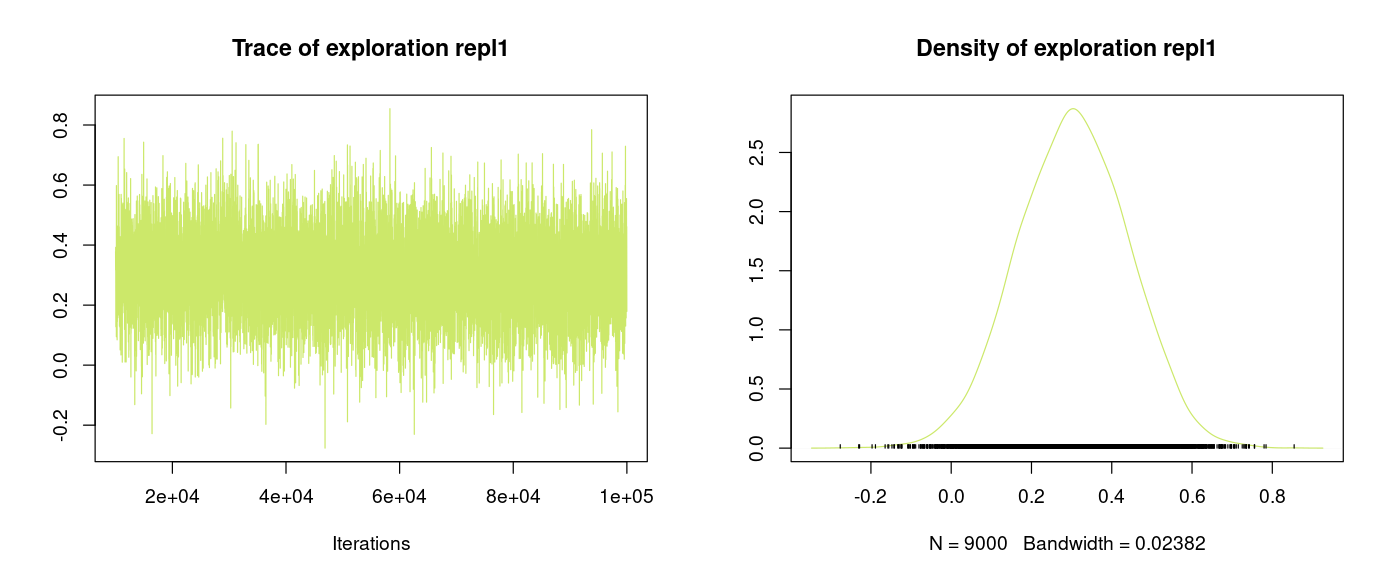 Trace of exploration repl1
0.8
0.6
0.4
0.2
0.0
-0.2
2e+04 4e+04 6e+04 8e+04 1e+05
Iterations
Density of exploration repl1
2.5
2.0
1.5
1.0
0.5
0.0
-0.2 0.0 0.2 0.4 0.6 0.8
N = 9000 Bandwidth = 0.02382